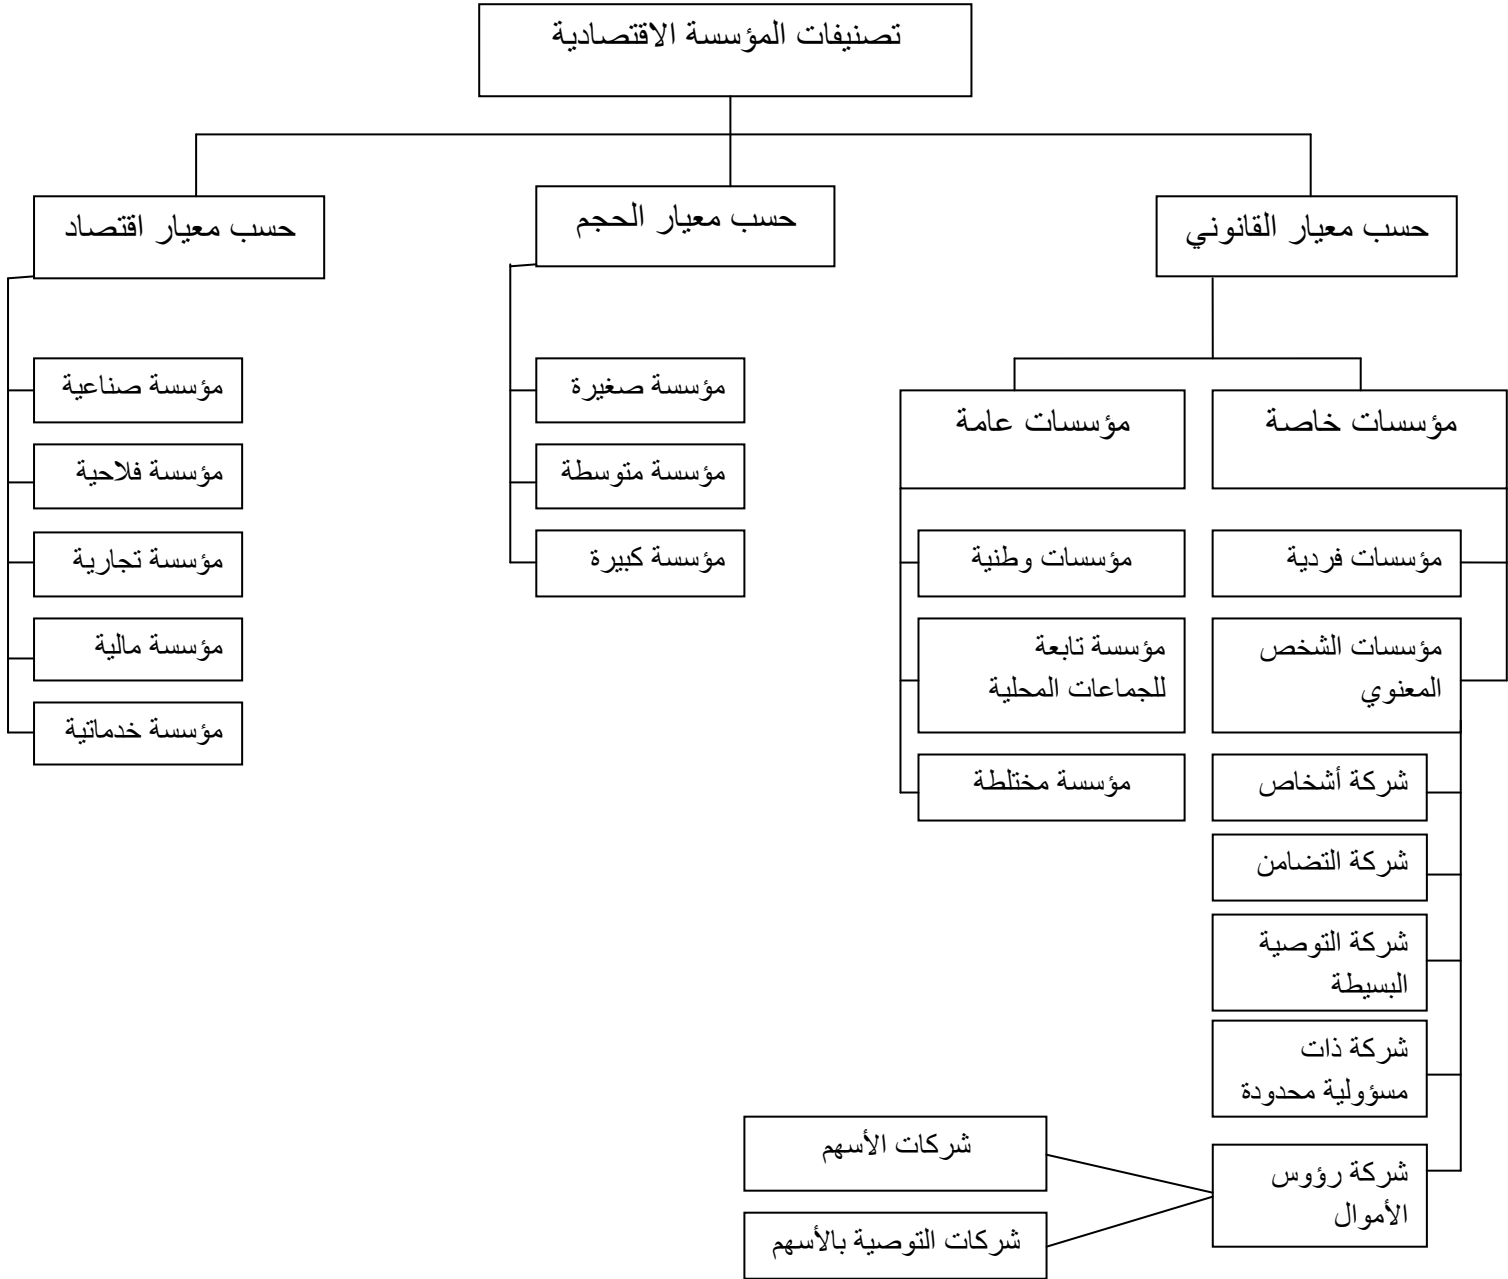 تصنيفات المؤسسة الاقتصادية
حسب معيار القانوني
حسب معيار الحجم
حسب معيار اقتصاد
مؤسسات خاصة
مؤسسات فردية
مؤسسات الشخص
المعنوي
شركة أشخاص
شركة التضامن
شركة التوصية
البسيطة
شركة ذات
مسؤولية محدودة
شركة رؤوس
الأموال
شركات الأسهم
شركات التوصية بالأسهم
مؤسسات عامة
مؤسسات وطنية
مؤسسة تابعة
للجماعات المحلية
مؤسسة مختلطة
مؤسسة صغيرة
مؤسسة متوسطة
مؤسسة كبيرة
مؤسسة صناعية
مؤسسة فلاحية
مؤسسة تجارية
مؤسسة مالية
مؤسسة خدماتية